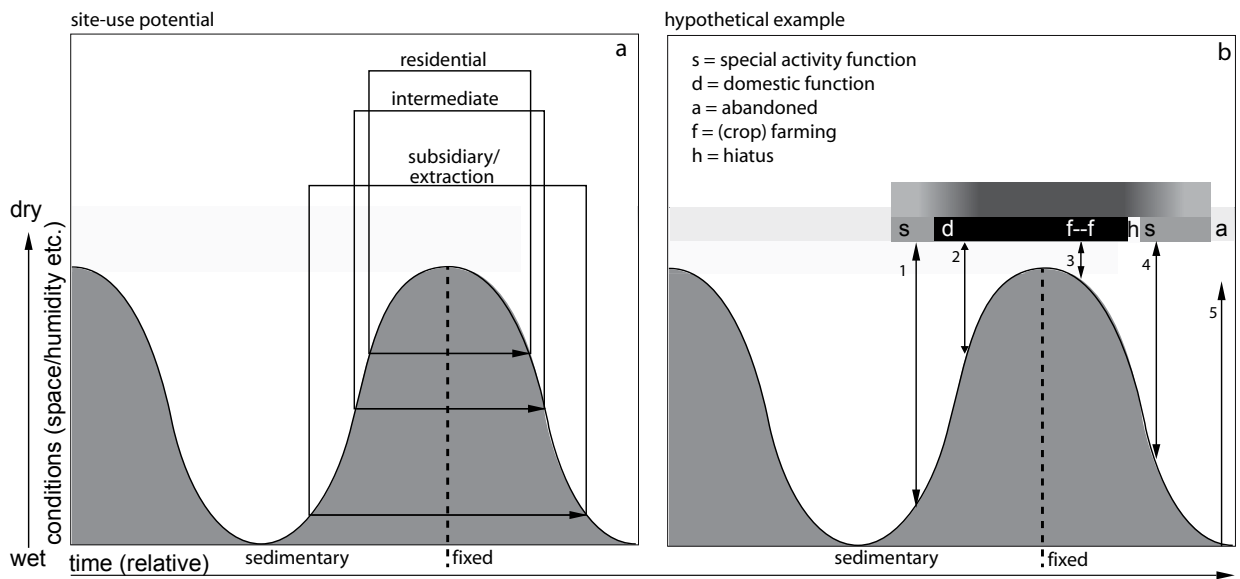 site-use potential
a
residential
intermediate
subsidiary/
extraction
dry
conditions (space/humidity etc.)
wet
time (relative)
sedimentary
fixed
hypothetical example
b
s = special activity function
d = domestic function
a = abandoned
f = (crop) farming
h = hiatus
s d f--f h s a
1 2 3 4 5
sedimentary
fixed